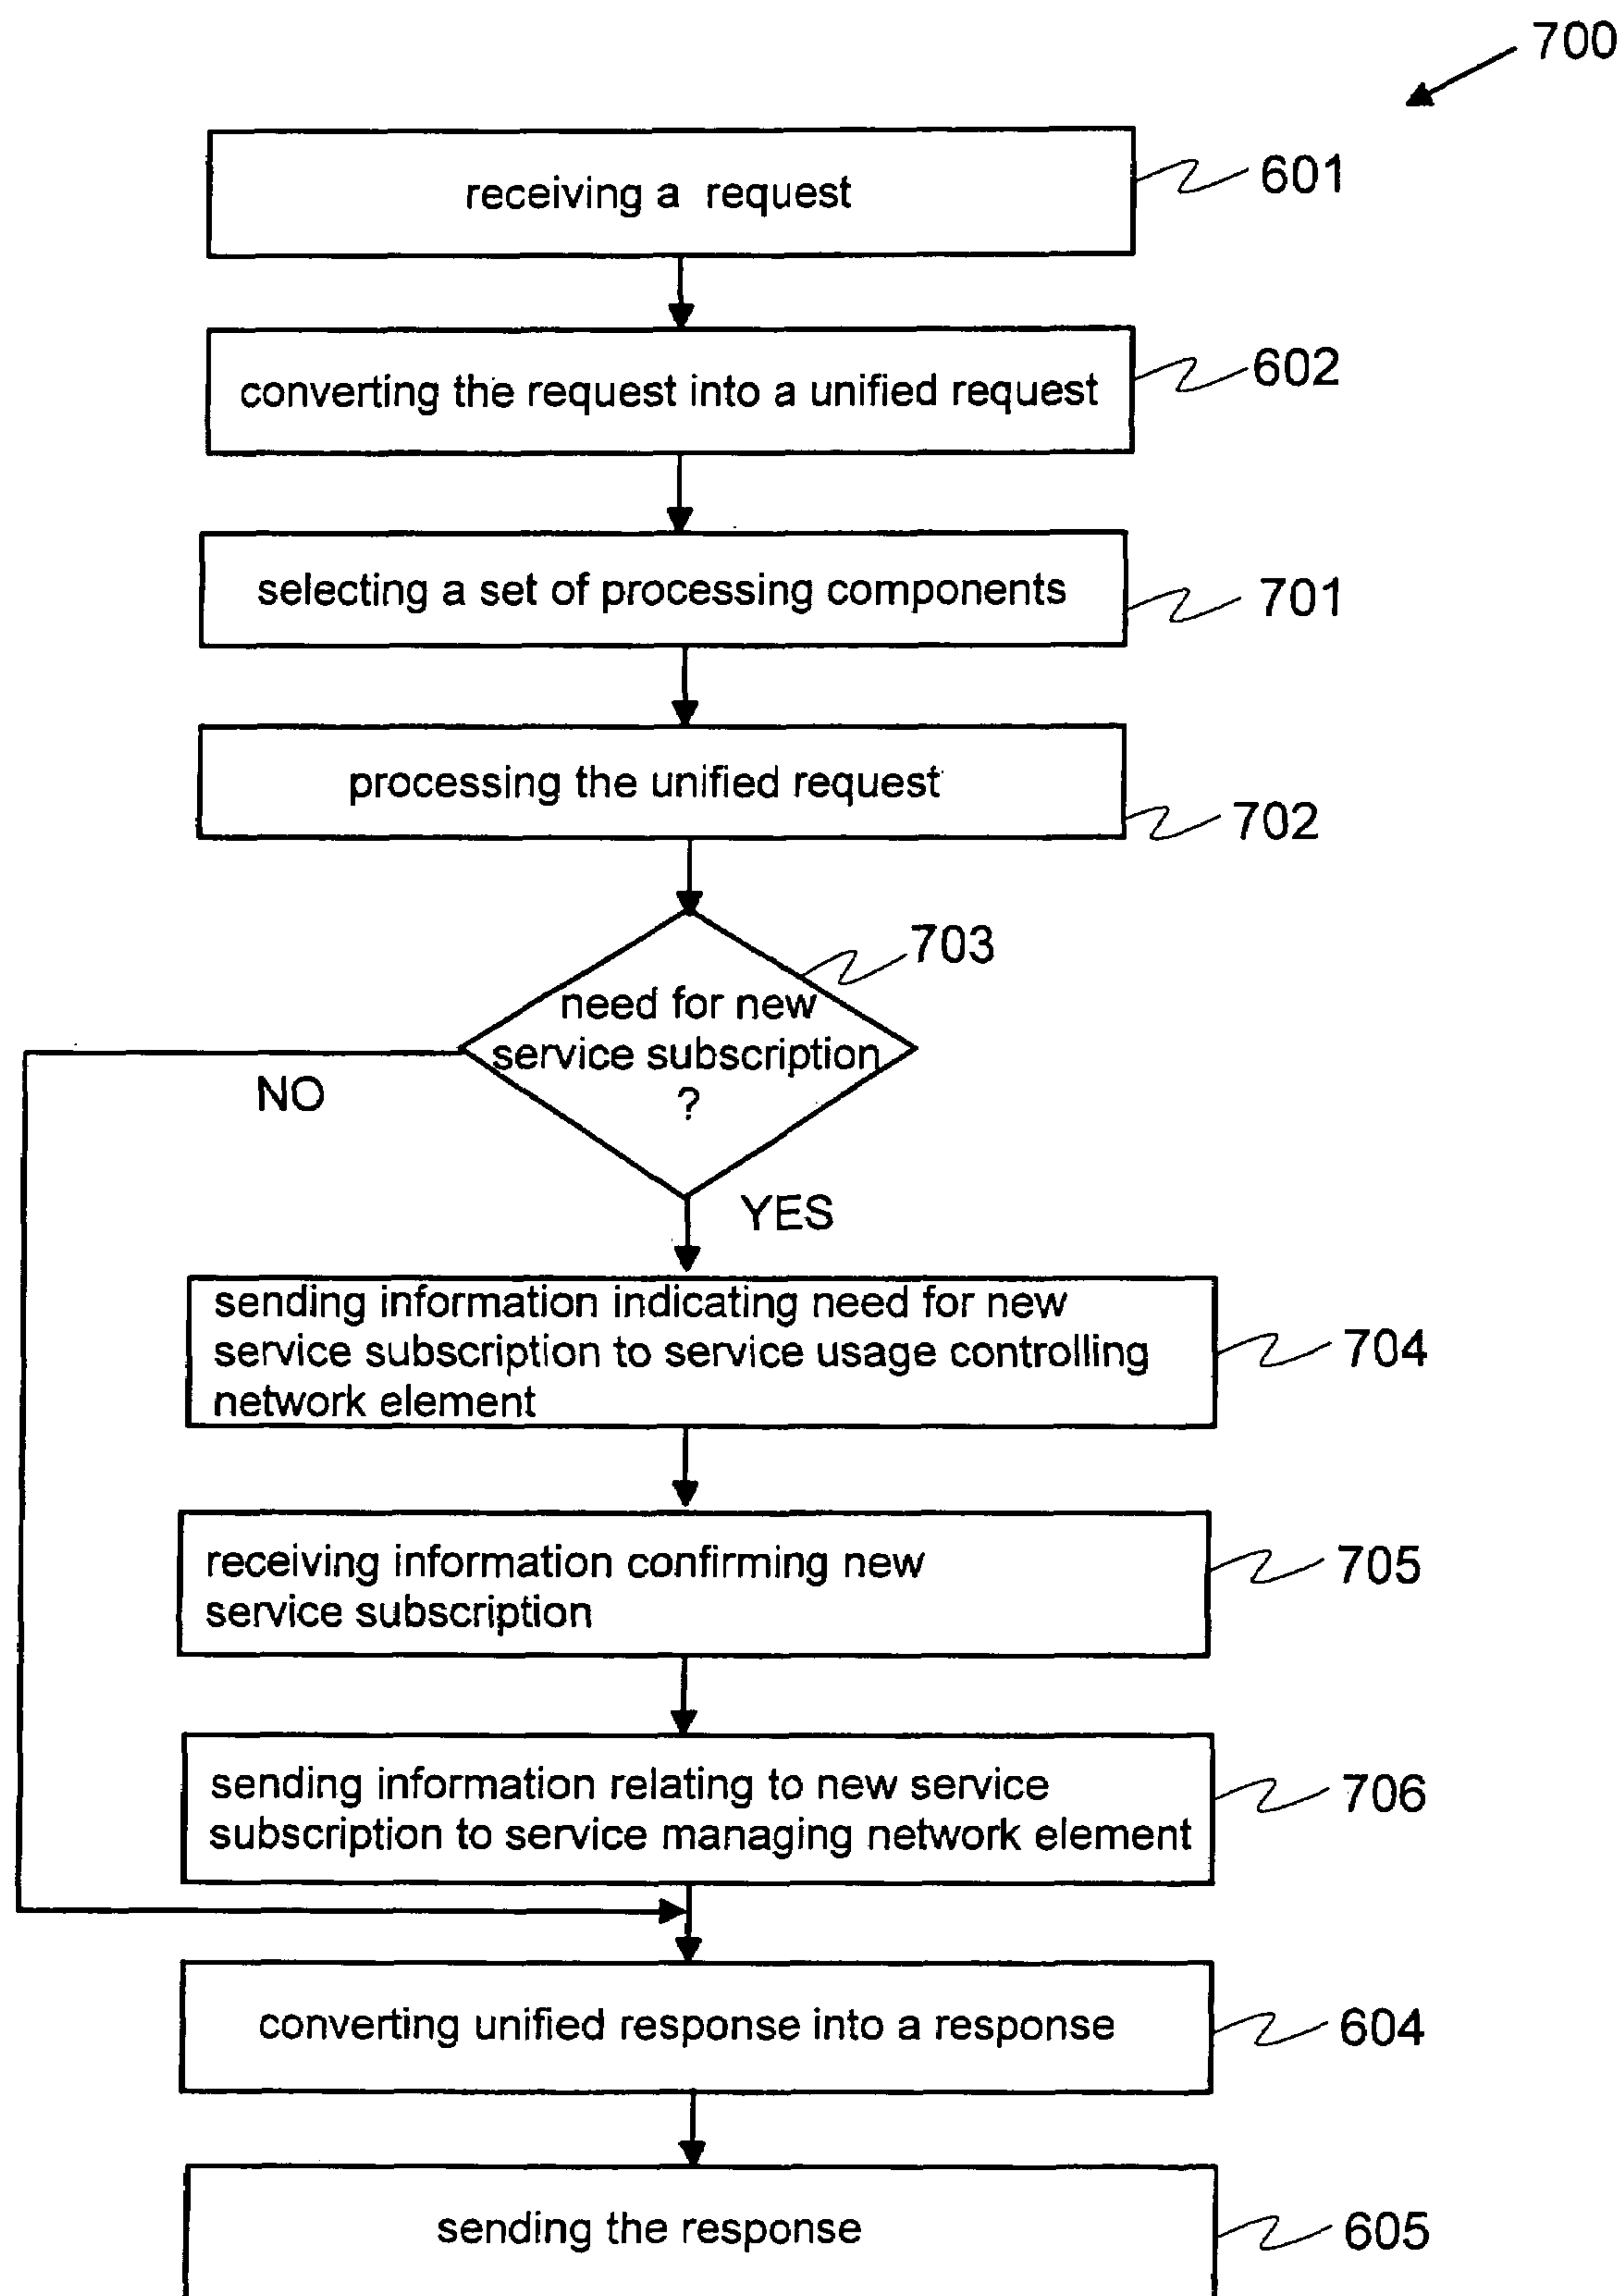 700
receiving a request
601
converting the request into a unified request
602
selecting a set of processing components
701
processing the unified request
702
703
need for new
service subscription
?
NO
YES
sending information indicating need for new
service subscription to service usage controlling
network element
704
receiving information confirming new
service subscription
705
sending information relating to new service
subscription to service managing network element
706
converting unified response into a response
604
sending the response
605